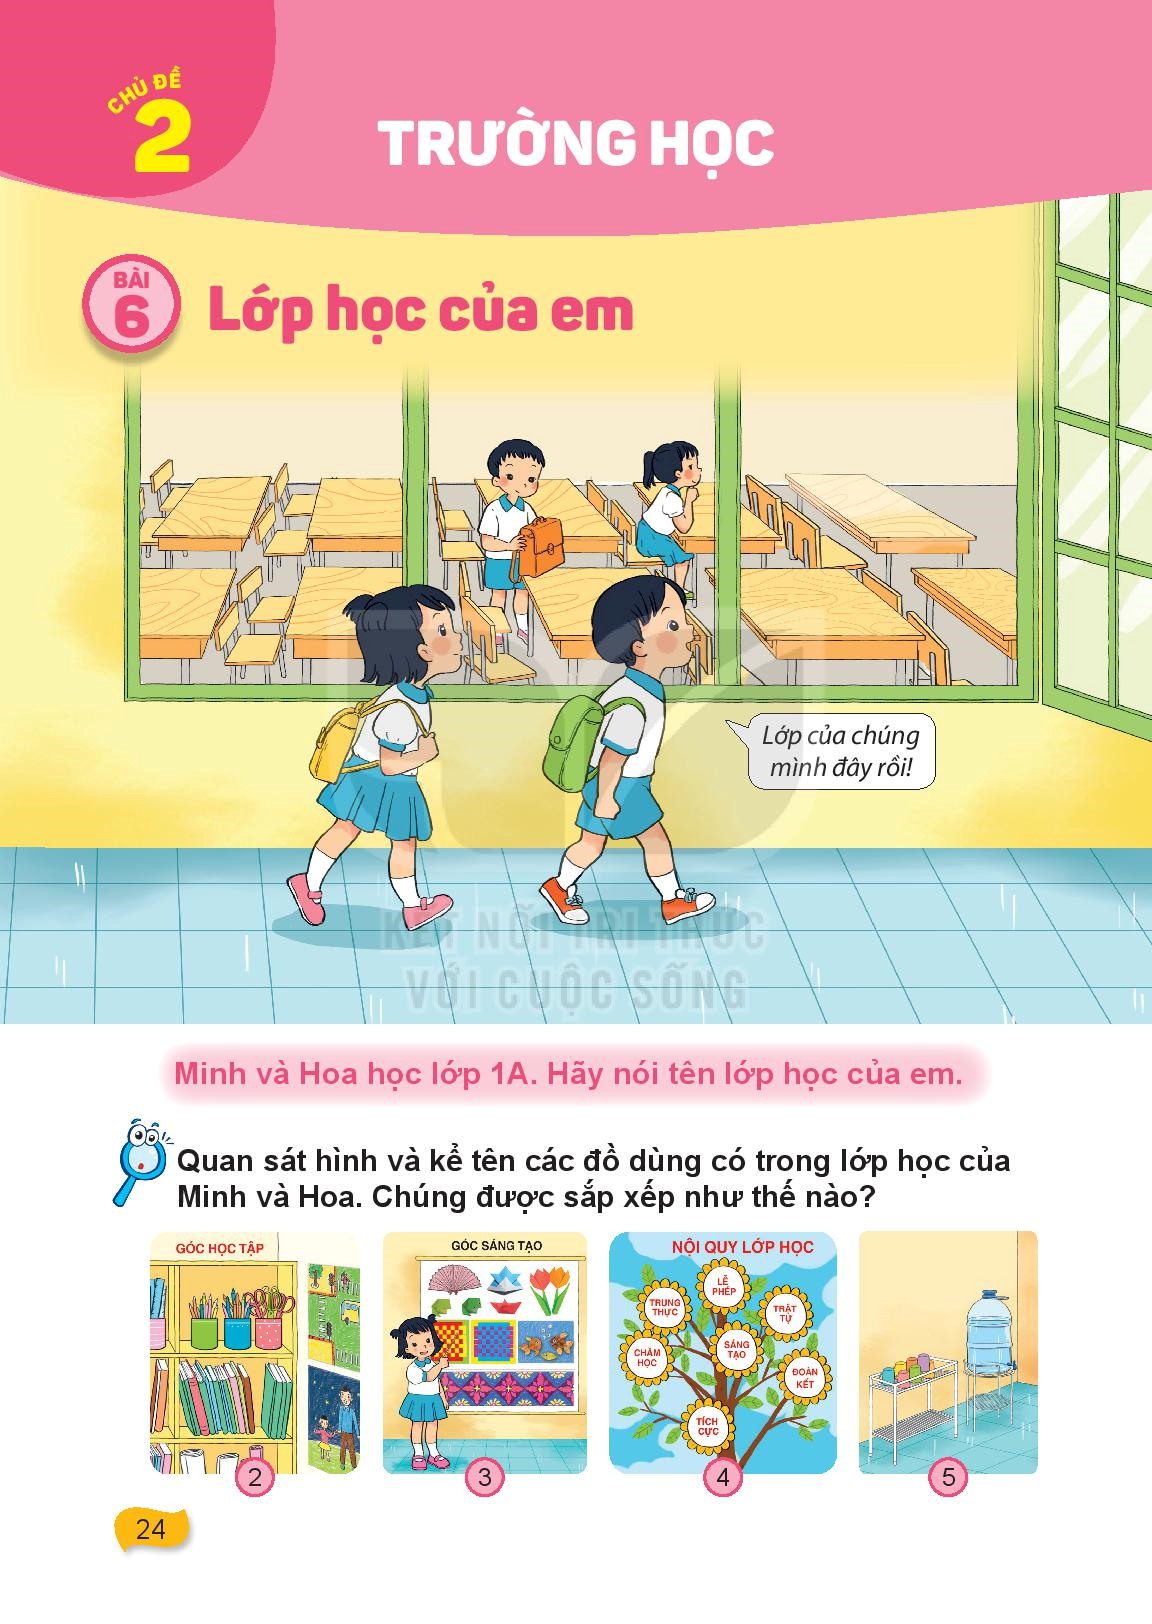 CHỦ ĐỀ
2
TRƯỜNG HỌC
BÀI
6
Lớp học của em
Lớp của chúng
mình đây rồi!
KẾT NỐI TRI THỨC
VỚI CUỘC SỐNG
Minh và Hoa học lớp 1A. Hãy nói tên lớp học của em.
Quan sát hình và kể tên các đồ dùng có trong lớp học của
Minh và Hoa. Chúng được sắp xếp như thế nào?
GÓC HỌC TẬP
2
GÓC SÁNG TẠO
3
NỘI QUY LỚP HỌC
LỄ
PHÉP
TRUNG
THỰC
TRẬT
TỰ
CHĂM
HỌC
SÁNG
TẠO
ĐOÀN
KẾT
TÍCH
CỰC
4
5
24